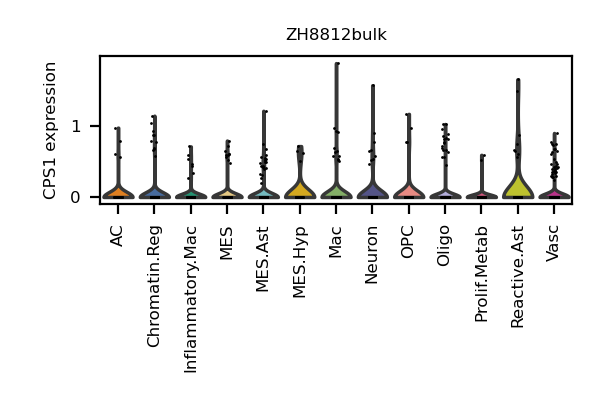 ZH8812bulk
CPS1 expression
1
0
AC
Chromatin.Reg
Inflammatory.Mac
MES
MES.Ast
MES.Hyp
Mac
Neuron
OPC
Oligo
Prolif.Metab
Reactive.Ast
Vasc